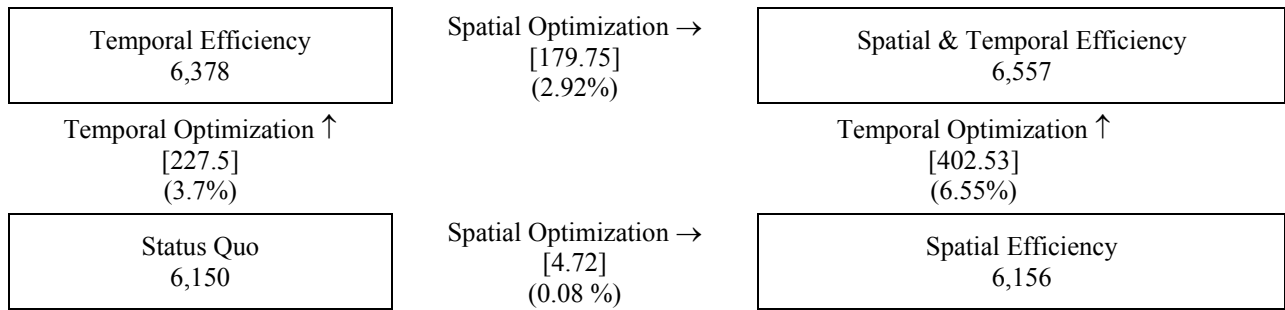 Temporal Efficiency
6,378
Spatial Optimization →
[179.75]
(2.92%)
Spatial & Temporal Efficiency
6,557
Temporal Optimization ↑
[227.5]
(3.7%)
Temporal Optimization ↑
[402.53]
(6.55%)
Status Quo
6,150
Spatial Optimization →
[4.72]
(0.08 %)
Spatial Efficiency
6,156